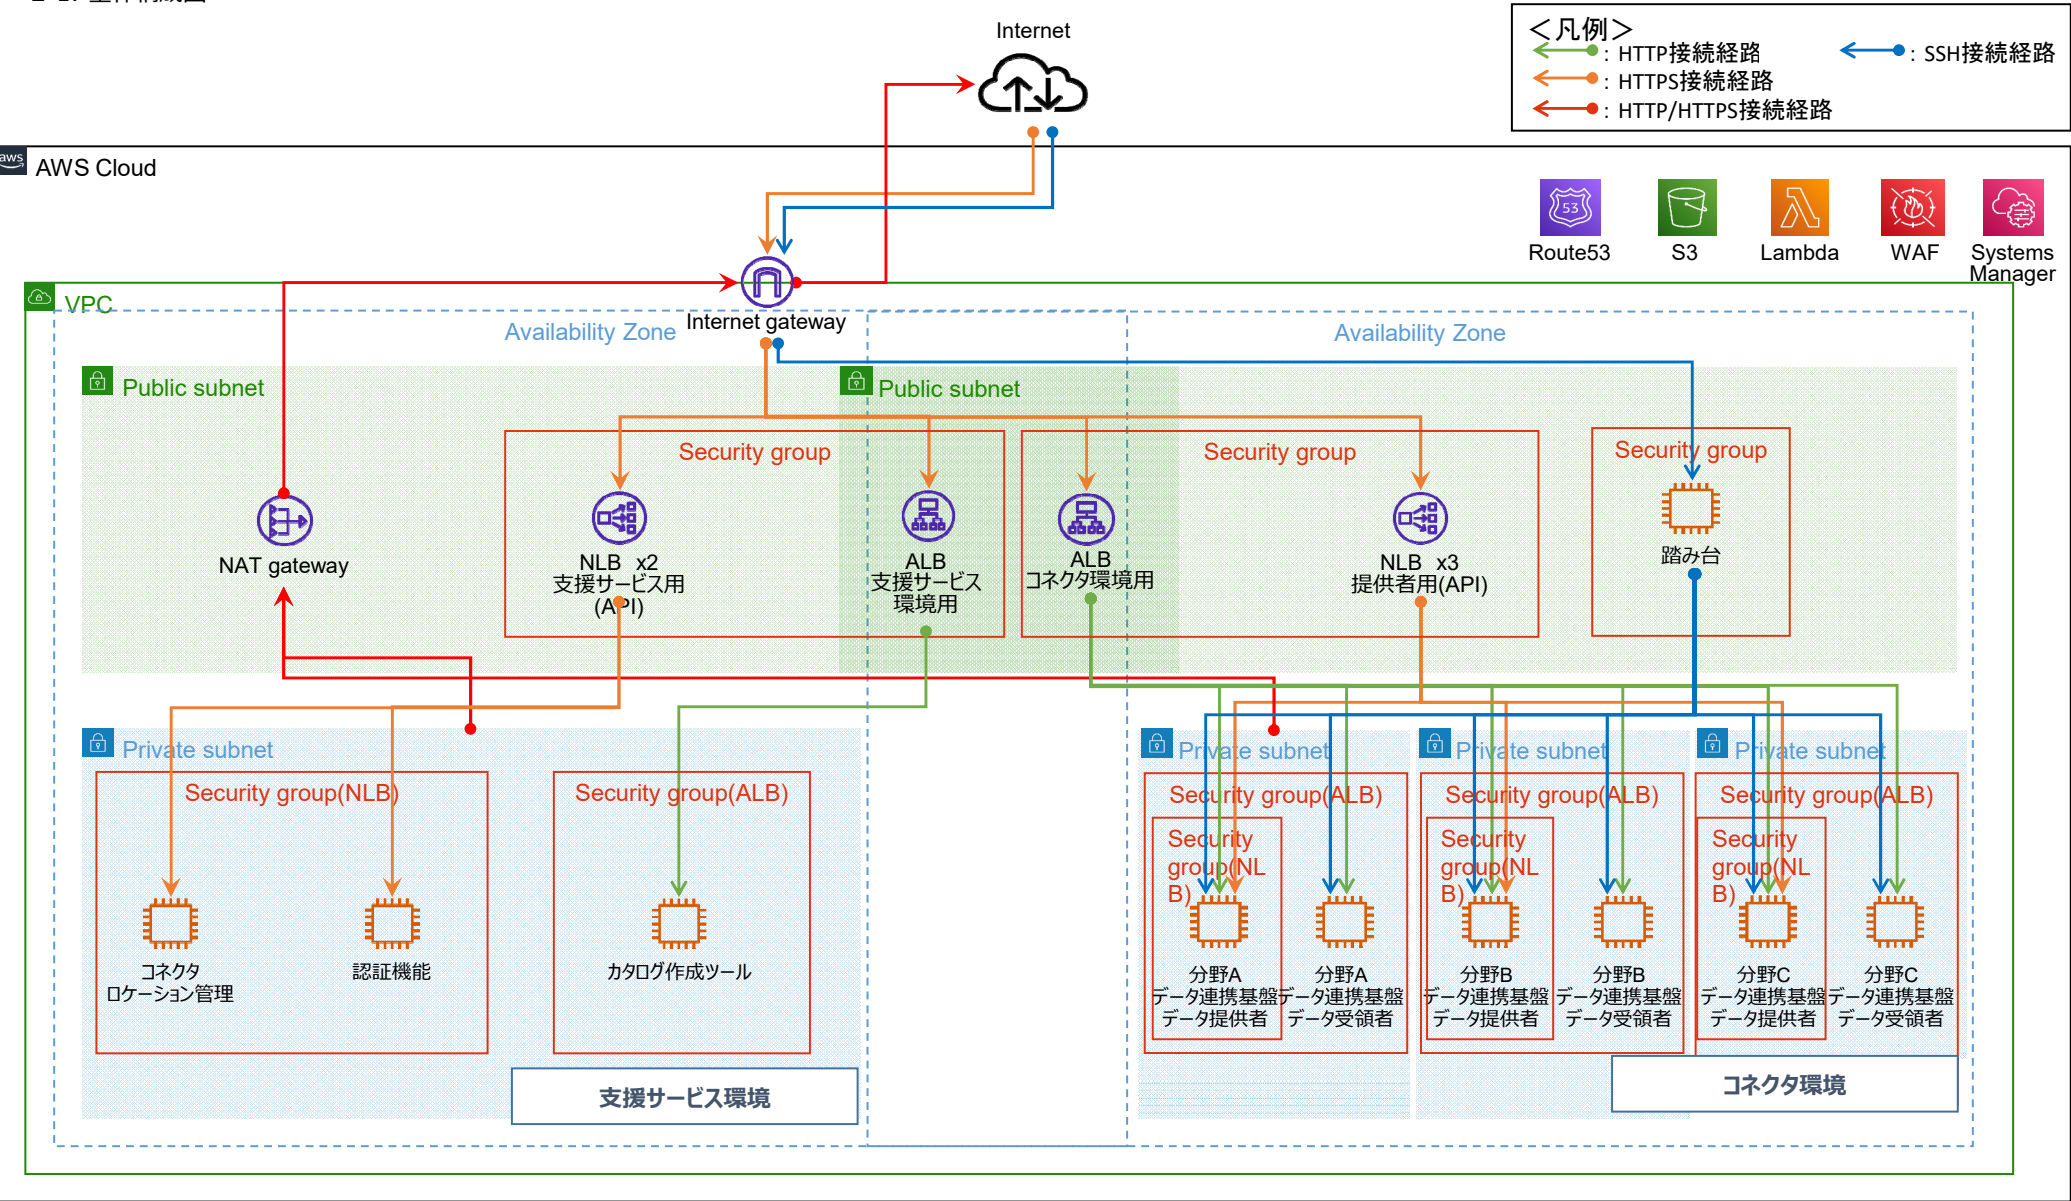 Internet
＜凡例＞
: HTTP接続経路
: SSH接続経路
: HTTPS接続経路
: HTTP/HTTPS接続経路
aws
AWS Cloud
53
Route53
S3
Lambda
WAF
Systems
Manager
VPC
Internet gateway
Availability Zone
Availability Zone
Public subnet
Public subnet
Security group
Security group
Security group
NAT gateway
NLB x2
支援サービス用
(API)
ALB
支援サービス
環境用
ALB
コネクタ環境用
NLB x3
提供者用(API)
踏み台
Private subnet
Private subnet
Private subnet
Private subnet
Security group(NLB)
Security group(ALB)
Security group(ALB)
Security group(ALB)
Security group(ALB)
Security
group(NL
B)
Security
group(NL
B)
Security
group(NL
B)
コネクタ
ロケーション管理
認証機能
カタログ作成ツール
分野A
データ連携基盤
データ提供者
分野A
データ連携基盤
データ受領者
分野B
データ連携基盤
データ提供者
分野B
データ連携基盤
データ受領者
分野C
データ連携基盤
データ提供者
分野C
データ連携基盤
データ受領者
支援サービス環境
コネクタ環境